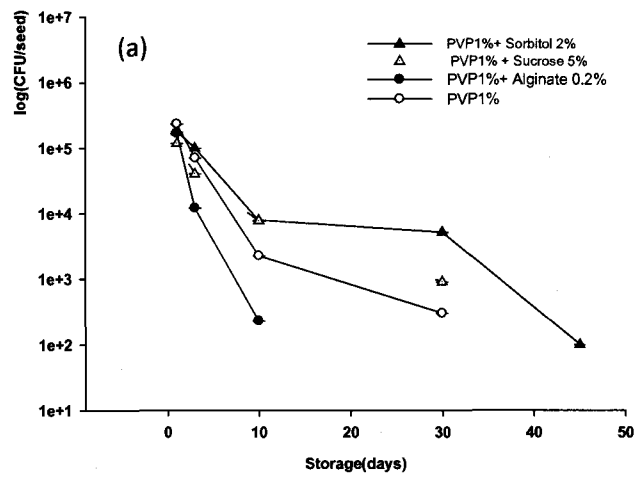 (a)
PVP1%+ Sorbitol 2%
PVP1% + Sucrose 5%
PVP1%+ Alginate 0.2%
PVP1%
log(CFU/seed)
1e+7
1e+6
1e+5
1e+4
1e+3
1e+2
1e+1
0 10 20 30 40 50
Storage(days)